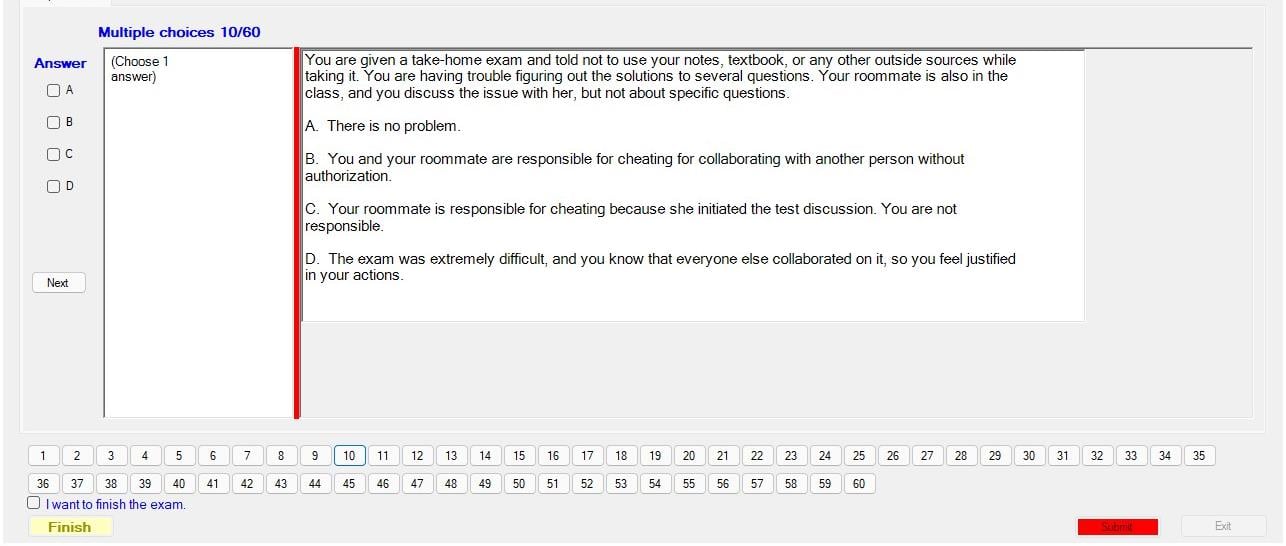 Multiple choices 10/60
Answer
(Choose 1
answer)
A
B
C
D
Next
You are given a take-home exam and told not to use your notes, textbook, or any other outside sources while
taking it. You are having trouble figuring out the solutions to several questions. Your roommate is also in the
class, and you discuss the issue with her, but not about specific questions.
A. There is no problem.
B. You and your roommate are responsible for cheating for collaborating with another person without
authorization.
C. Your roommate is responsible for cheating because she initiated the test discussion. You are not
responsible.
D. The exam was extremely difficult, and you know that everyone else collaborated on it, so you feel justified
in your actions.
1 2 3 4 5 6 7 8 9 10 11 12 13 14 15 16 17 18 19 20 21 22 23 24 25 26 27 28 29 30 31 32 33 34 35
36 37 38 39 40 41 42 43 44 45 46 47 48 49 50 51 52 53 54 55 56 57 58 59 60
I want to finish the exam.
Finish
Submit
Exit